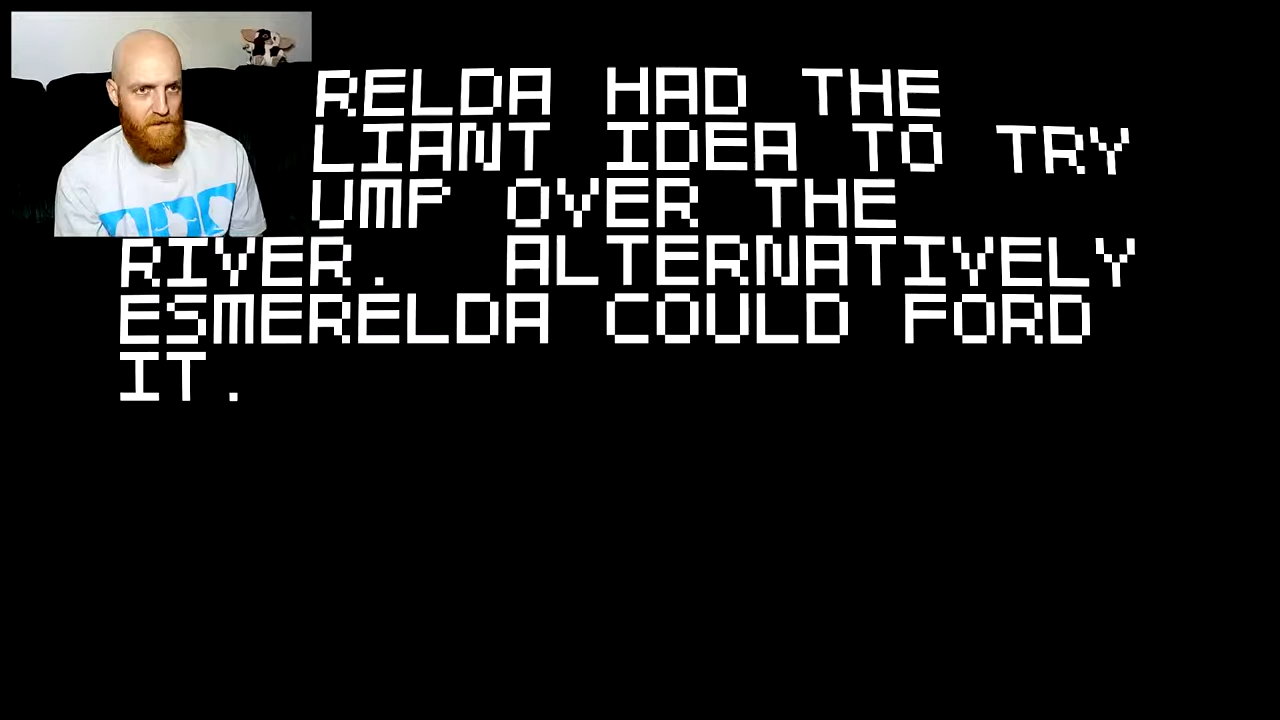 RELDA HAD THE
LIANT IDEA TO TRY
UMP OVER THE
RIVER. ALTERNATIVELY
ESMERELDA COULD FORD
IT.